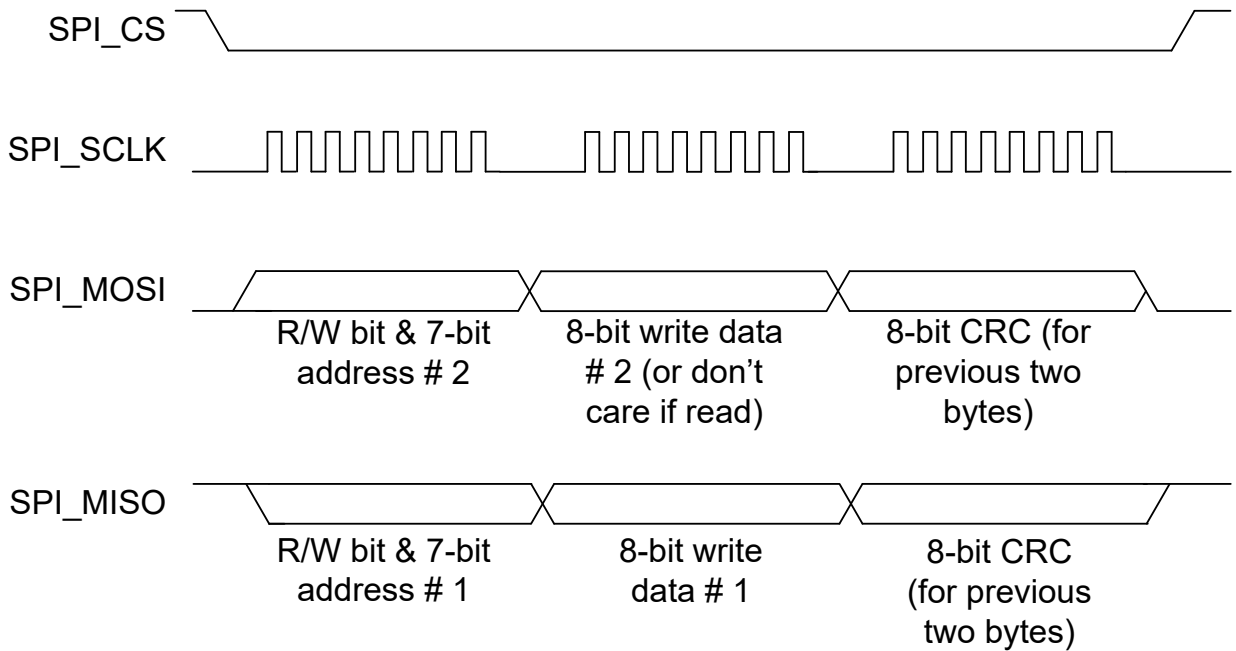 SPI_CS
SPI_SCLK
SPI_MOSI
R/W bit & 7-bit
address # 2
8-bit write data
# 2 (or don't
care if read)
8-bit CRC (for
previous two
bytes)
SPI_MISO
R/W bit & 7-bit
address # 1
8-bit write
data # 1
8-bit CRC
(for previous
two bytes)